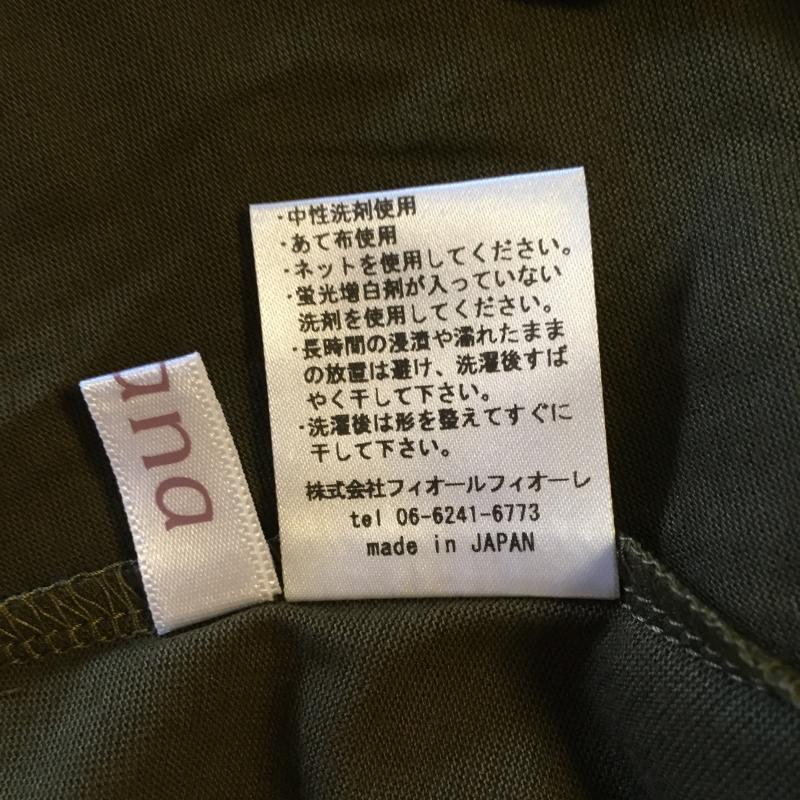 ・中性洗剤使用
・あて布使用
・ネットを使用してください。
・蛍光増白剤が入っていない
洗剤を使用してください。
・長時間の浸漬や濡れたまま
の放置は避け、洗濯後すば
やく干して下さい。
・洗濯後は形を整えてすぐに
干して下さい。
株式会社フィオールフィオーレ
tel 06-6241-6773
made in JAPAN
una